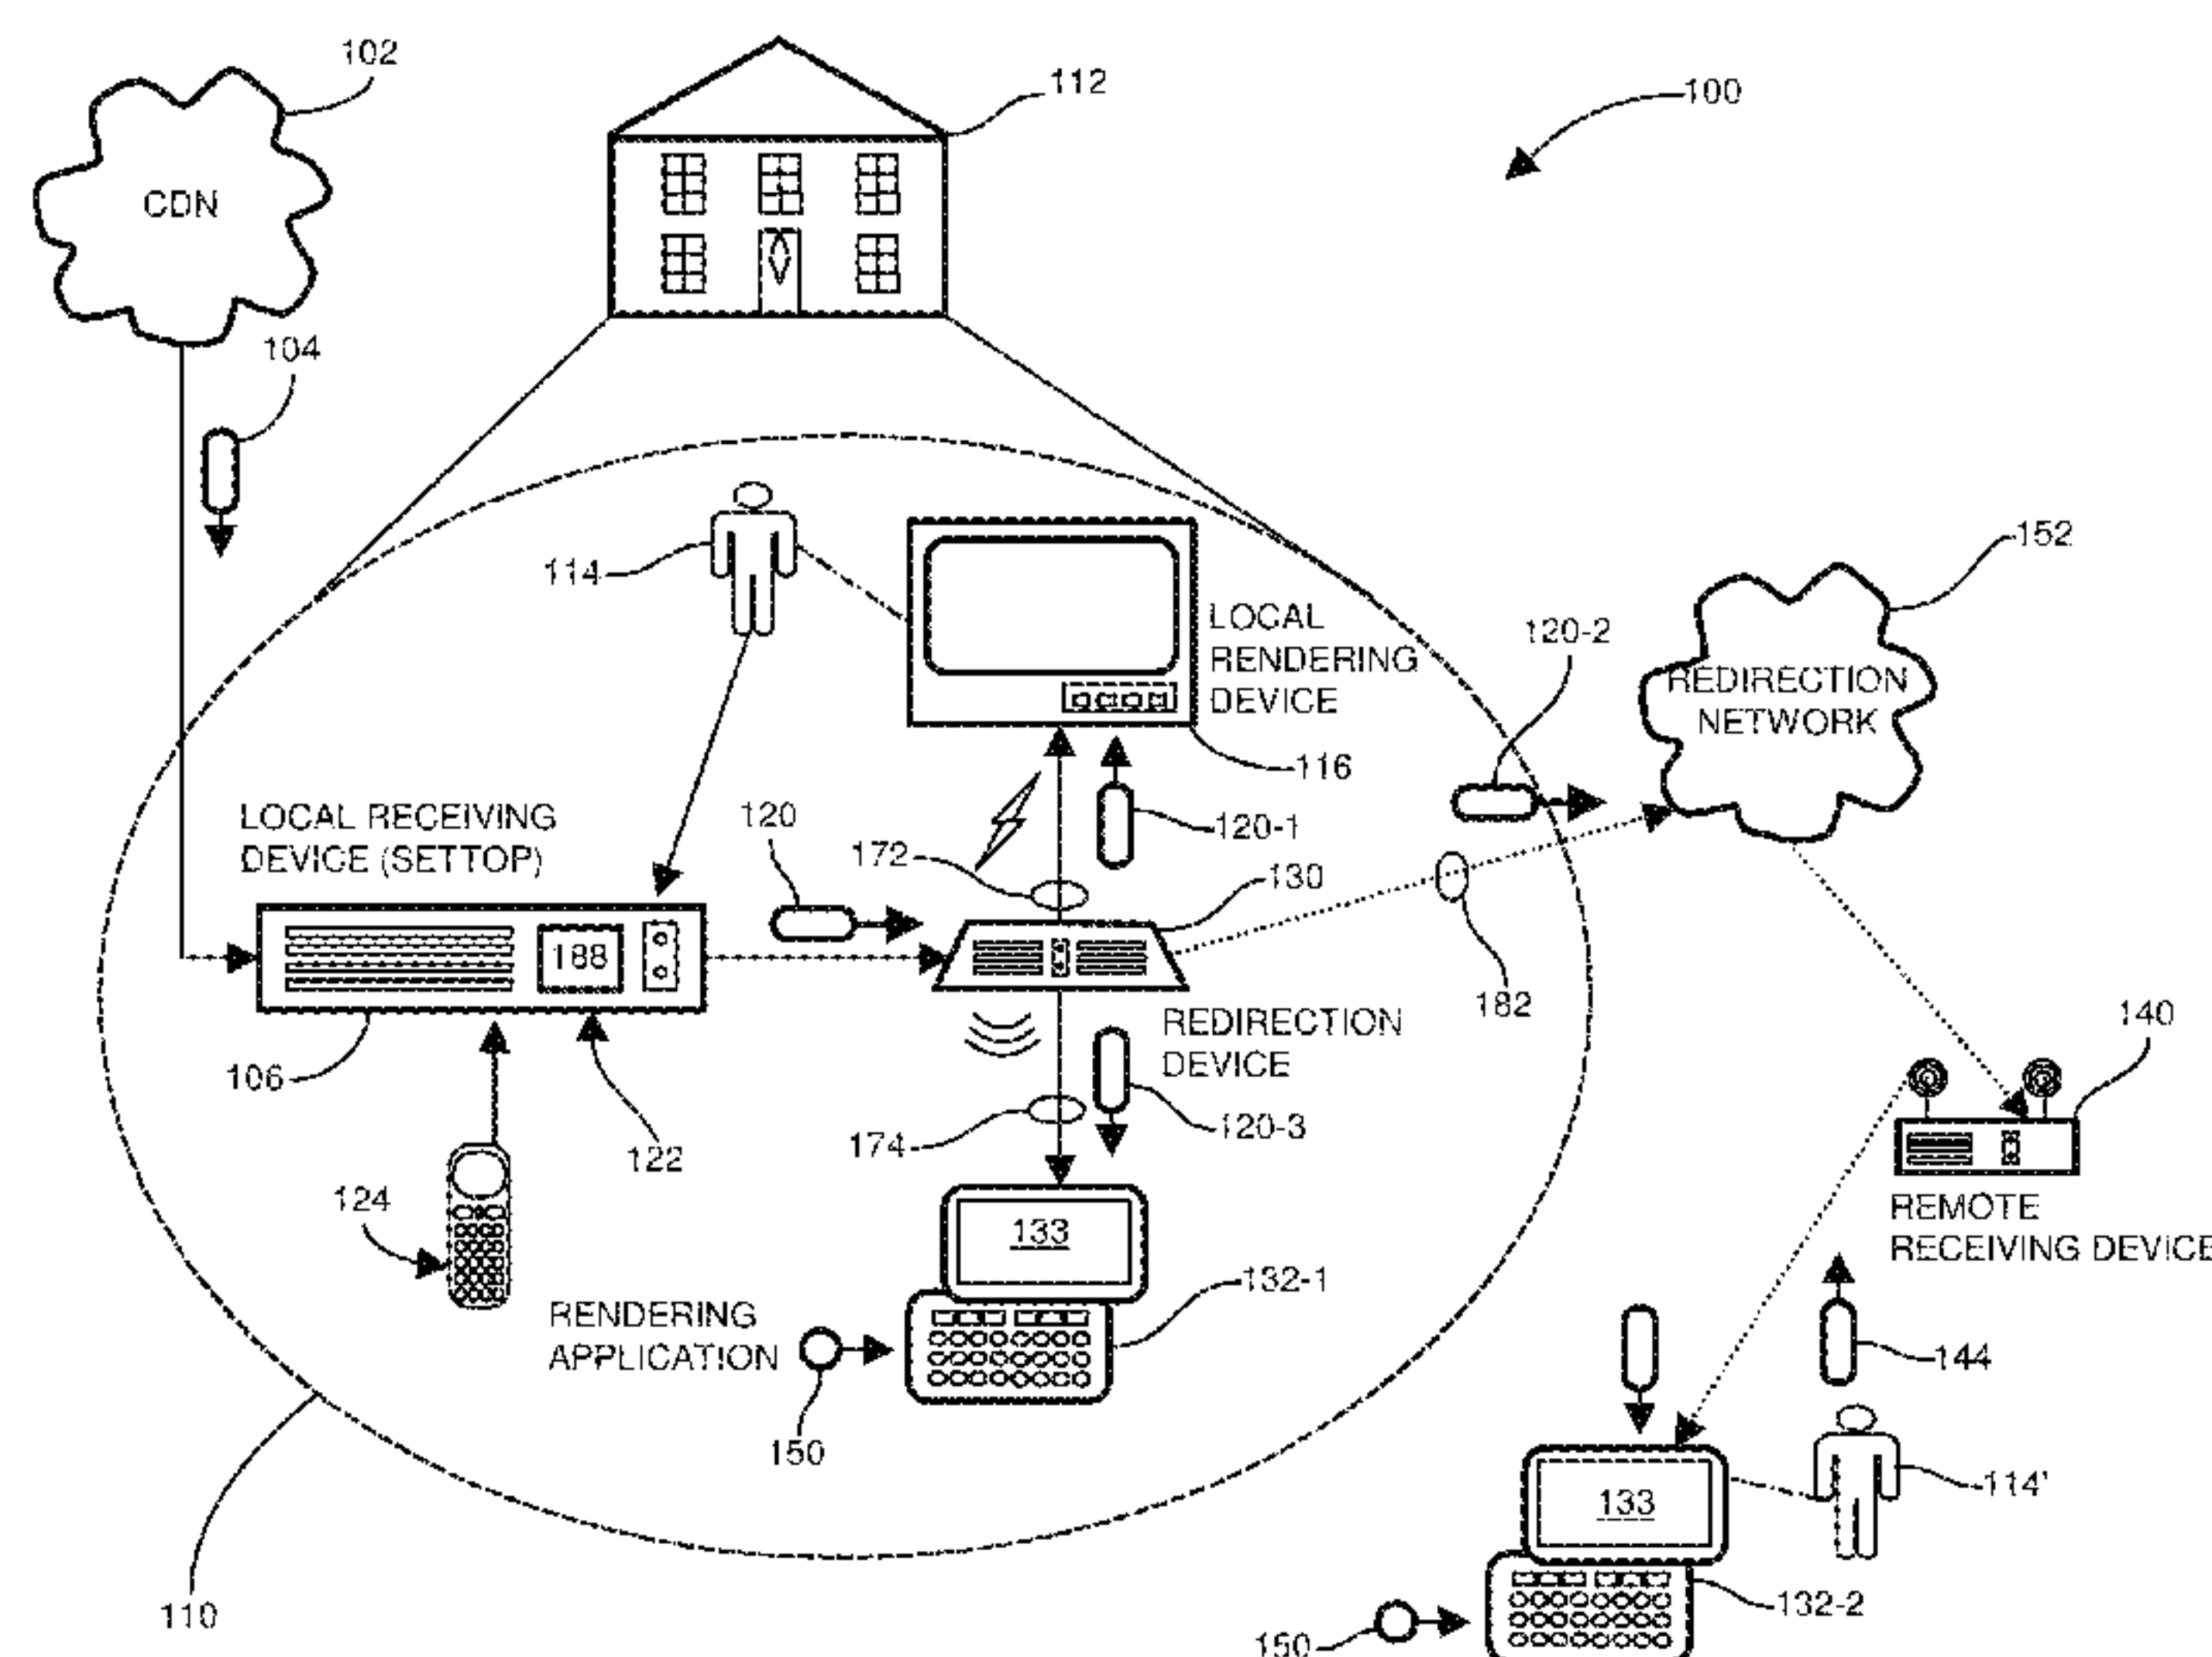 102
112
100
CDN
104
114
152
LOCAL
RENDERING
DEVICE
120-2
REDIRECTION
NETWORK
116
LOCAL RECEIVING
DEVICE (SETTOP)
120
120-1
172
130
188
182
REDIRECTION
DEVICE
140
106
174
120-3
122
124
133
REMOTE
RECEIVING DEVICE
132-1
RENDERING
APPLICATION
144
150
114'
133
110
132-2
150